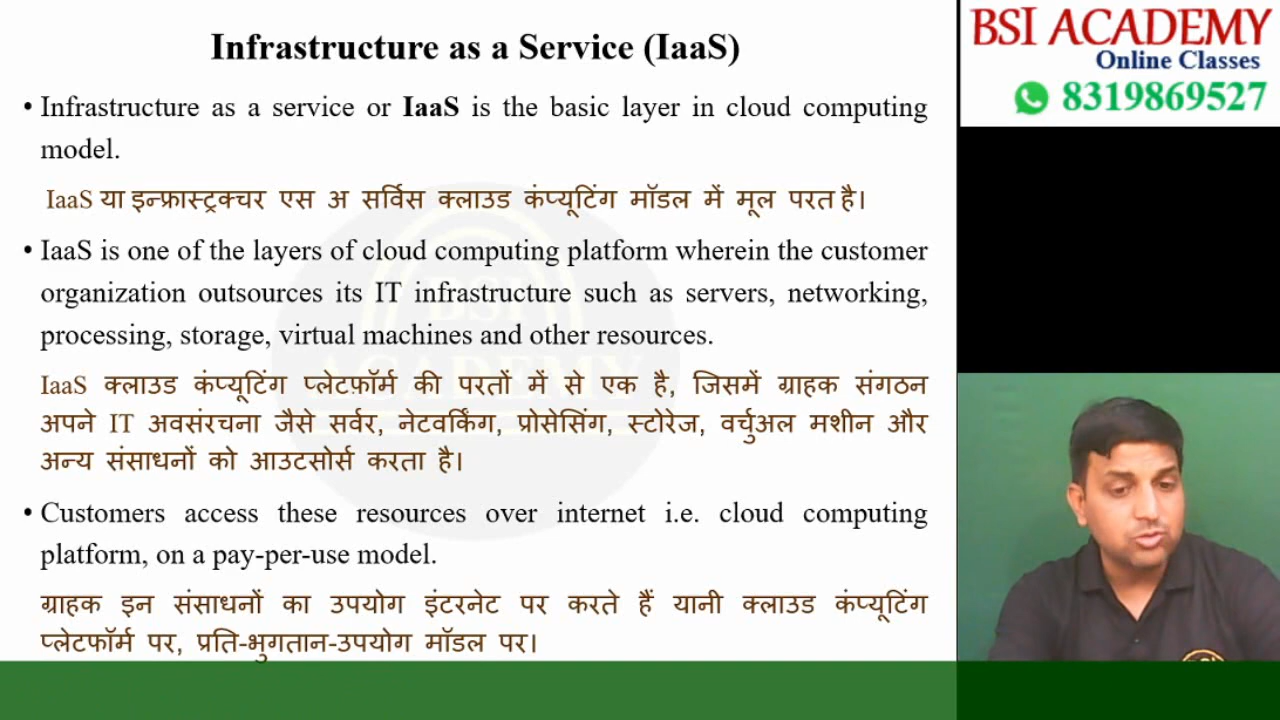 Infrastructure as a Service (IaaS)
• Infrastructure as a service or IaaS is the basic layer in cloud computing
model.
IaaS या इन्फ्रास्ट्रक्चर एस अ सर्विस क्लाउड कंप्यूटिंग मॉडल में मूल परत है।
• IaaS is one of the layers of cloud computing platform wherein the customer
organization outsources its IT infrastructure such as servers, networking,
processing, storage, virtual machines and other resources.
IaaS क्लाउड कंप्यूटिंग प्लेटफ़ॉर्म की परतों में से एक है, जिसमें ग्राहक संगठन
अपने IT अवसंरचना जैसे सर्वर, नेटवर्किंग, प्रोसेसिंग, स्टोरेज, वर्चुअल मशीन और
अन्य संसाधनों को आउटसोर्स करता है।
• Customers access these resources over internet i.e. cloud computing
platform, on a pay-per-use model.
ग्राहक इन संसाधनों का उपयोग इंटरनेट पर करते हैं यानी क्लाउड कंप्यूटिंग
प्लेटफॉर्म पर, प्रति-भुगतान-उपयोग मॉडल पर।
BSI ACADEMY
Online Classes
8319869527
BSI
ACADEMY